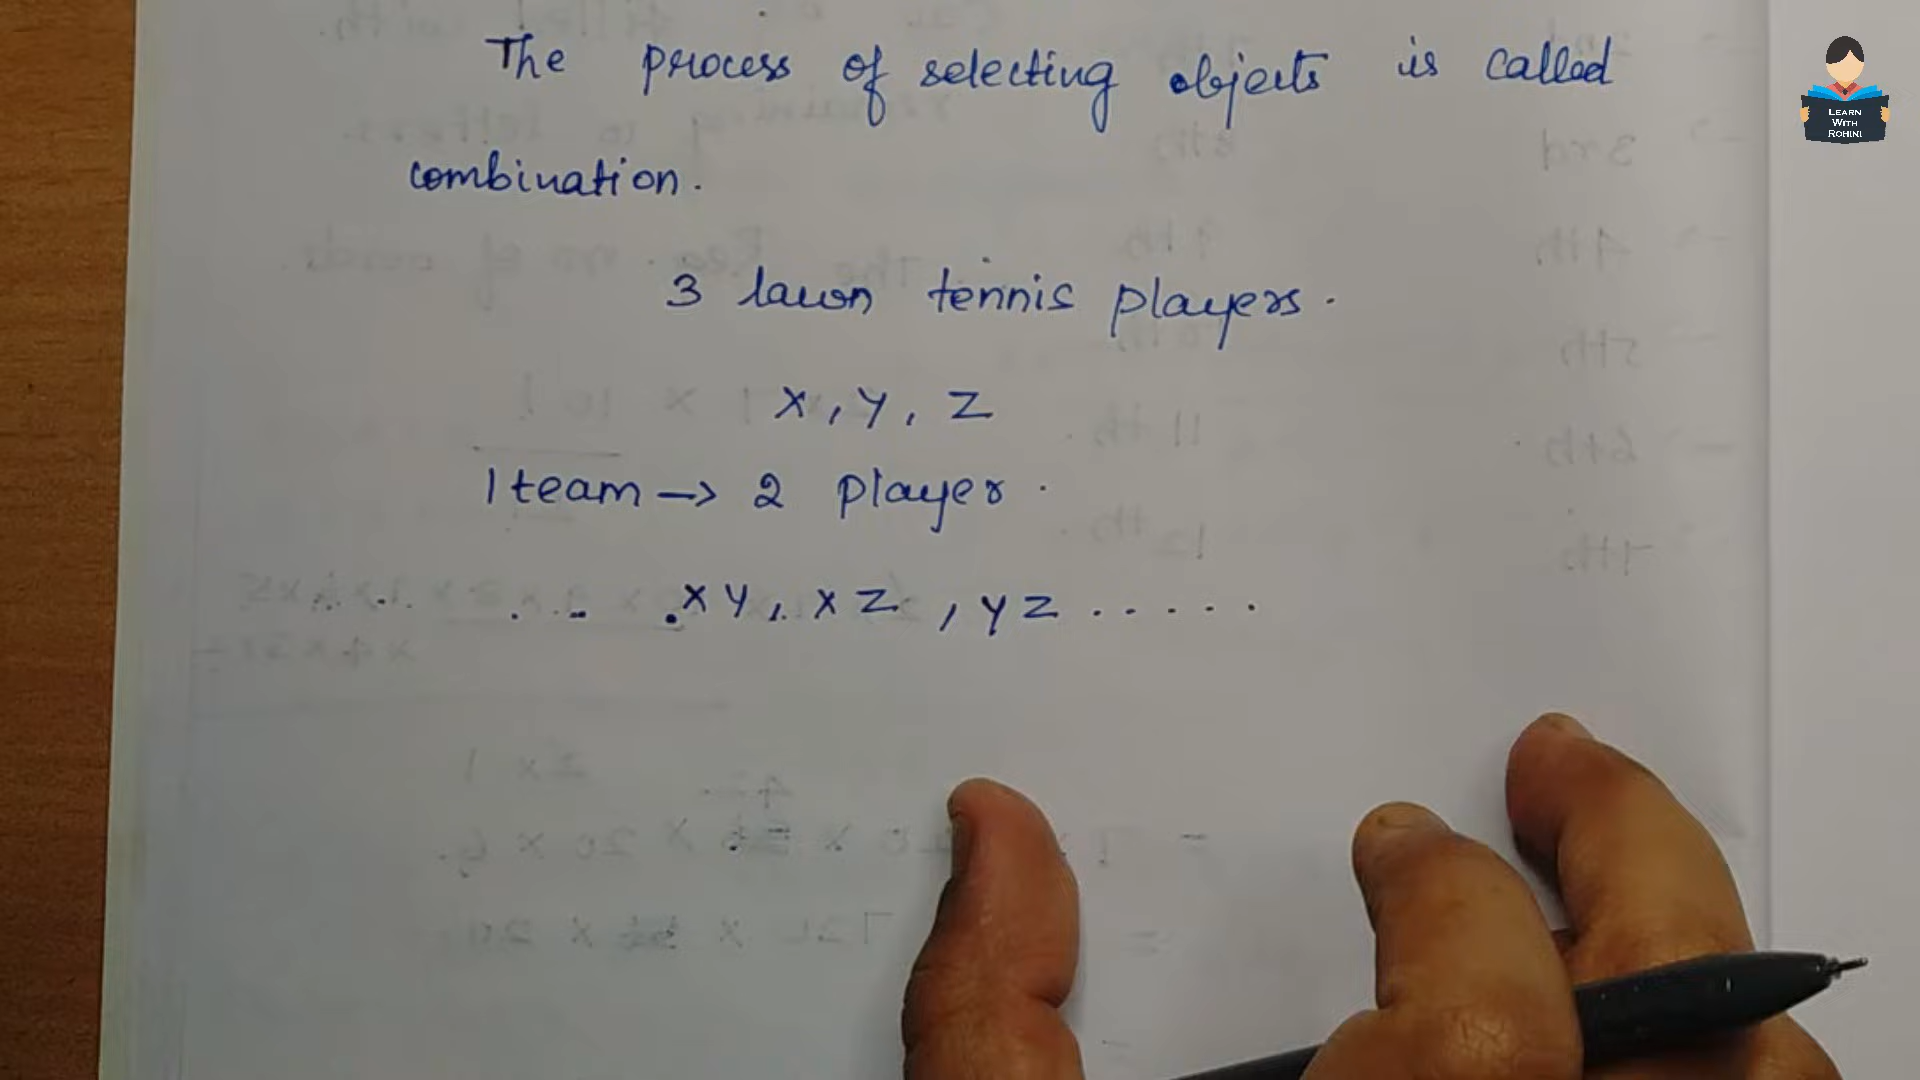 The process of selecting objects is called
combination.
3 lawn tennis players.
x, y, z
1 team → 2 player.
xy, xz, yz .....
LEARN
WITH
ROHINI